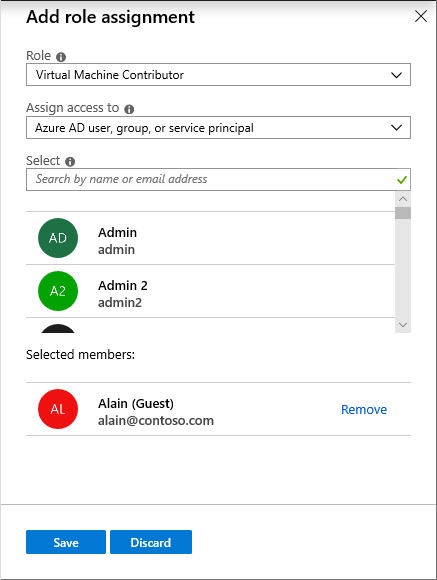 Add role assignment
Role
Virtual Machine Contributor
Assign access to
Azure AD user, group, or service principal
Select
Search by name or email address
AD
Admin
admin
A2
Admin 2
admin2
Selected members:
AL
Alain (Guest)
alain@contoso.com
Remove
Save
Discard